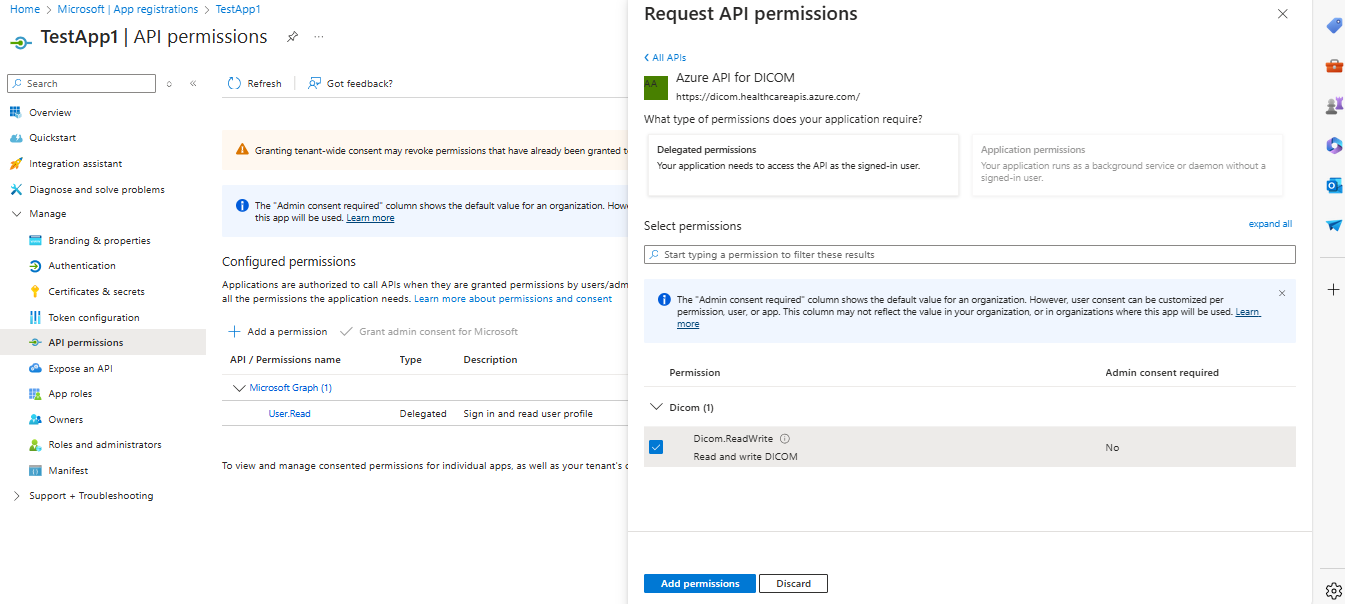 Home > Microsoft | App registrations > TestApp1
TestApp1 | API permissions
...
Search
Overview
Quickstart
Integration assistant
Diagnose and solve problems
Manage
Branding & properties
Authentication
Certificates & secrets
Token configuration
API permissions
Expose an API
App roles
Owners
Roles and administrators
Manifest
Support + Troubleshooting
Refresh
Got feedback?
Granting tenant-wide consent may revoke permissions that have already been granted t
The "Admin consent required" column shows the default value for an organization. Howe
this app will be used. Learn more
Configured permissions
Applications are authorized to call APIs when they are granted permissions by users/adm
all the permissions the application needs. Learn more about permissions and consent
Add a permission
Grant admin consent for Microsoft
API / Permissions name Type Description
Microsoft Graph (1)
User.Read Delegated Sign in and read user profile
To view and manage consented permissions for individual apps, as well as your tenant's c
Request API permissions
All APIs
AA
Azure API for DICOM
https://dicom.healthcareapis.azure.com/
What type of permissions does your application require?
Delegated permissions
Your application needs to access the API as the signed-in user.
Application permissions
Your application runs as a background service or daemon without a
signed-in user.
Select permissions
expand all
Start typing a permission to filter these results
The "Admin consent required" column shows the default value for an organization. However, user consent can be customized per
permission, user, or app. This column may not reflect the value in your organization, or in organizations where this app will be used. Learn
more
Permission Admin consent required
Dicom (1)
Dicom.ReadWrite
Read and write DICOM
No
Add permissions
Discard